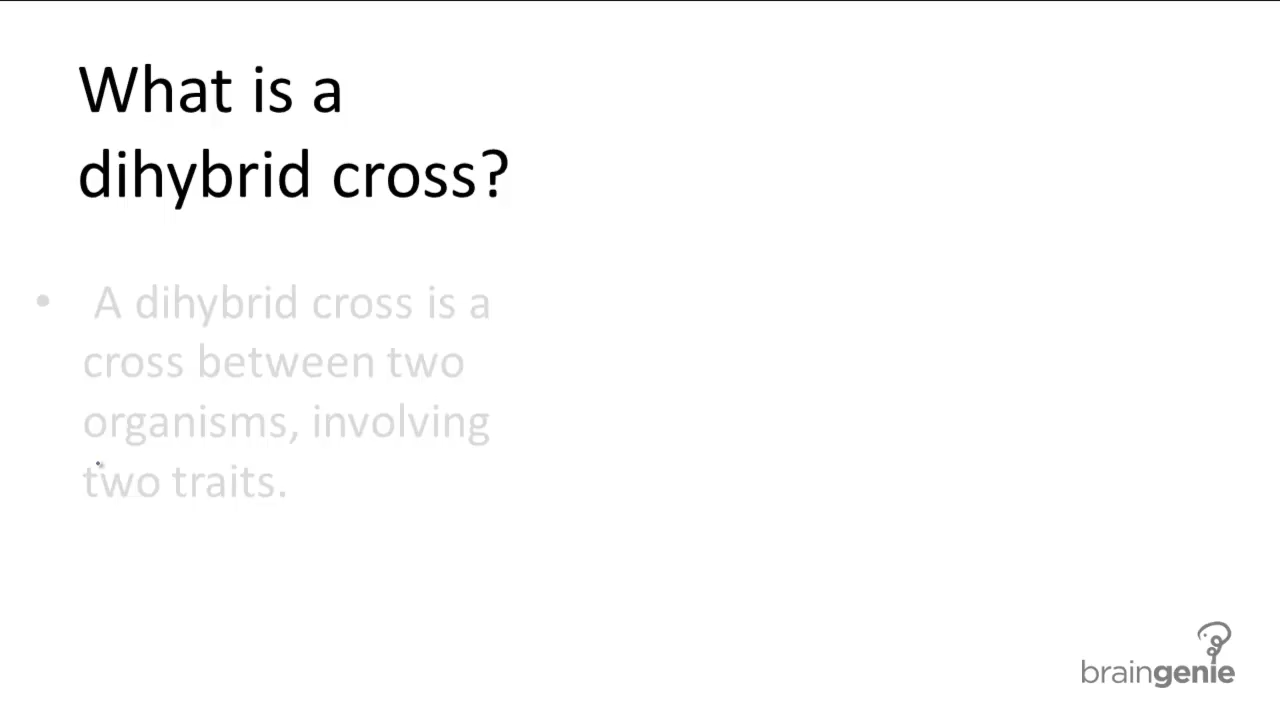 What is a
dihybrid cross?
• A dihybrid cross is a
cross between two
organisms, involving
two traits.
braingenie